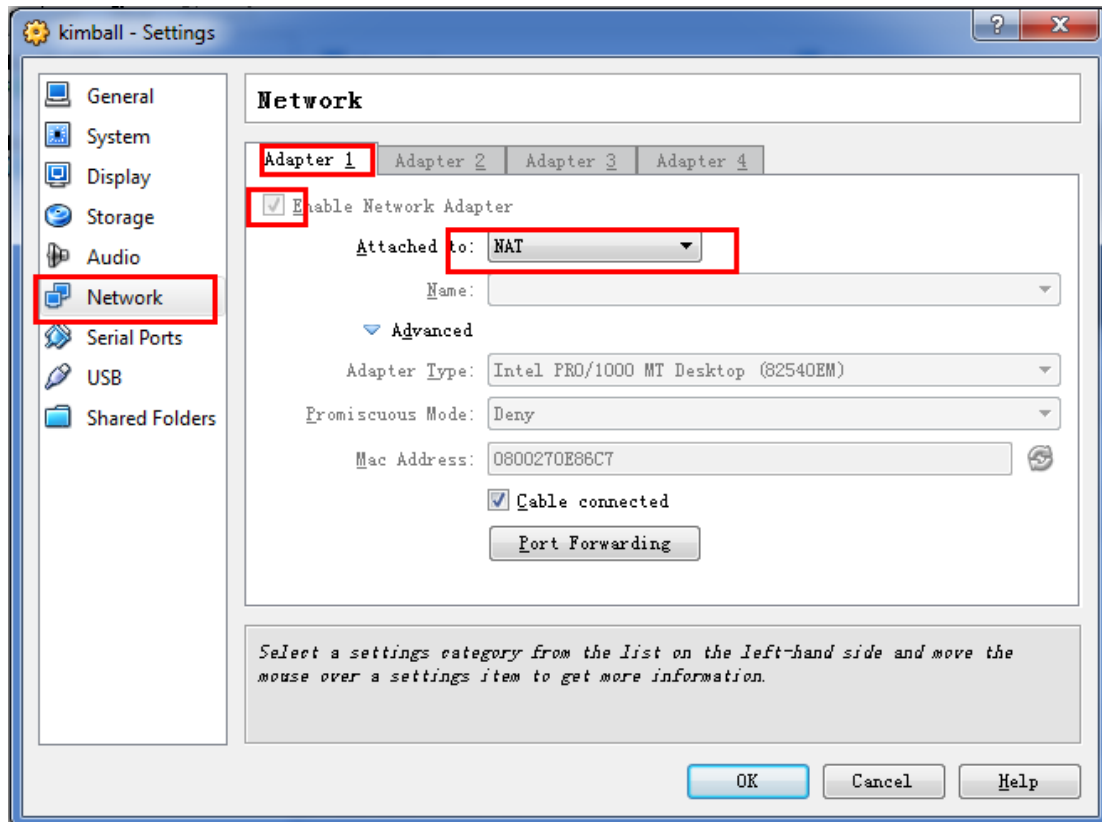 kimball - Settings
General
System
Display
Storage
Audio
Network
Serial Ports
USB
Shared Folders
Network
Adapter 1 Adapter 2 Adapter 3 Adapter 4
Enable Network Adapter
Attached to: NAT
Name:
Advanced
Adapter Type: Intel PRO/1000 MT Desktop (82540EM)
Promiscuous Mode: Deny
Mac Address: 0800270E86C7
Cable connected
Port Forwarding
Select a settings category from the list on the left-hand side and move the
mouse over a settings item to get more information.
OK Cancel Help